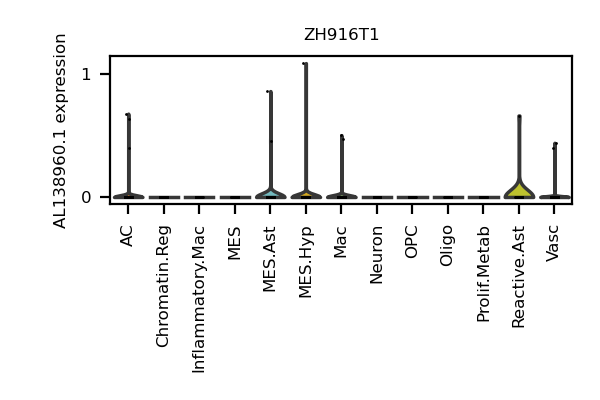 ZH916T1
AL138960.1 expression
1
0
AC
Chromatin.Reg
Inflammatory.Mac
MES
MES.Ast
MES.Hyp
Mac
Neuron
OPC
Oligo
Prolif.Metab
Reactive.Ast
Vasc